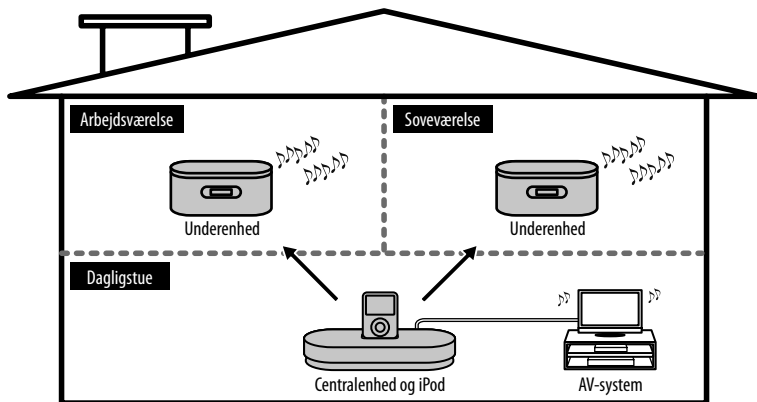 Arbejdsværelse
Soveværelse
Underenhed
Underenhed
Dagligstue
Centralenhed og iPod
AV-system